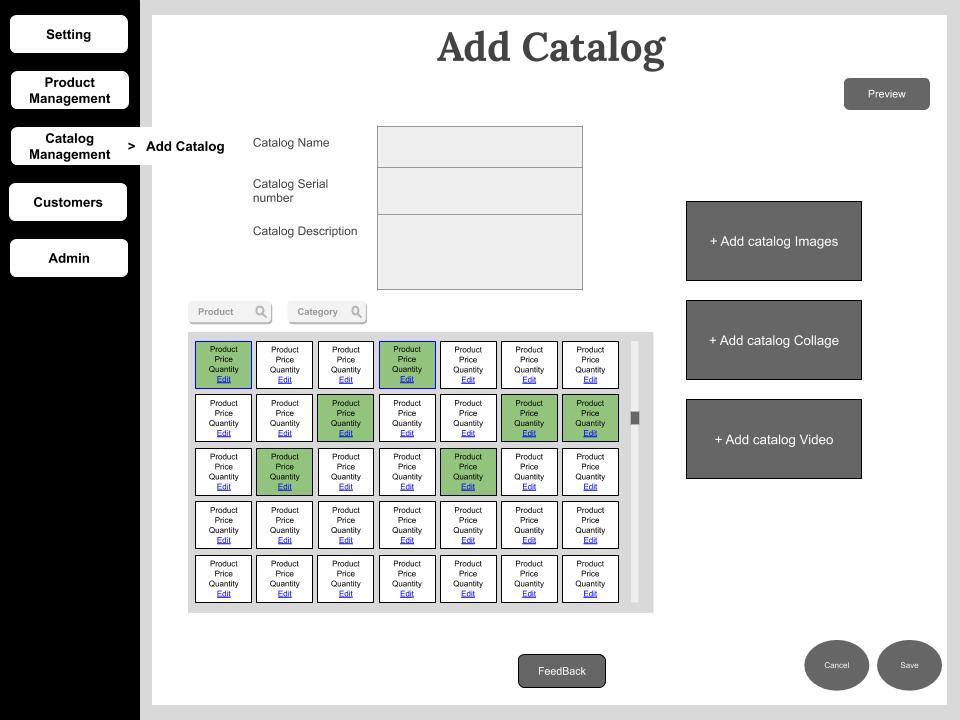 Add Catalog
Setting
Product
Management
Catalog
Management
> Add Catalog
Customers
Admin
Preview
Catalog Name
Catalog Serial
number
Catalog Description
+ Add catalog Images
+ Add catalog Collage
+ Add catalog Video
Product
Category
Product Product Product Product Product Product Product
Price Price Price Price Price Price Price
Quantity Quantity Quantity Quantity Quantity Quantity Quantity
Edit Edit Edit Edit Edit Edit Edit
Product Product Product Product Product Product Product
Price Price Price Price Price Price Price
Quantity Quantity Quantity Quantity Quantity Quantity Quantity
Edit Edit Edit Edit Edit Edit Edit
Product Product Product Product Product Product Product
Price Price Price Price Price Price Price
Quantity Quantity Quantity Quantity Quantity Quantity Quantity
Edit Edit Edit Edit Edit Edit Edit
Product Product Product Product Product Product Product
Price Price Price Price Price Price Price
Quantity Quantity Quantity Quantity Quantity Quantity Quantity
Edit Edit Edit Edit Edit Edit Edit
Product Product Product Product Product Product Product
Price Price Price Price Price Price Price
Quantity Quantity Quantity Quantity Quantity Quantity Quantity
Edit Edit Edit Edit Edit Edit Edit
FeedBack
Cancel
Save